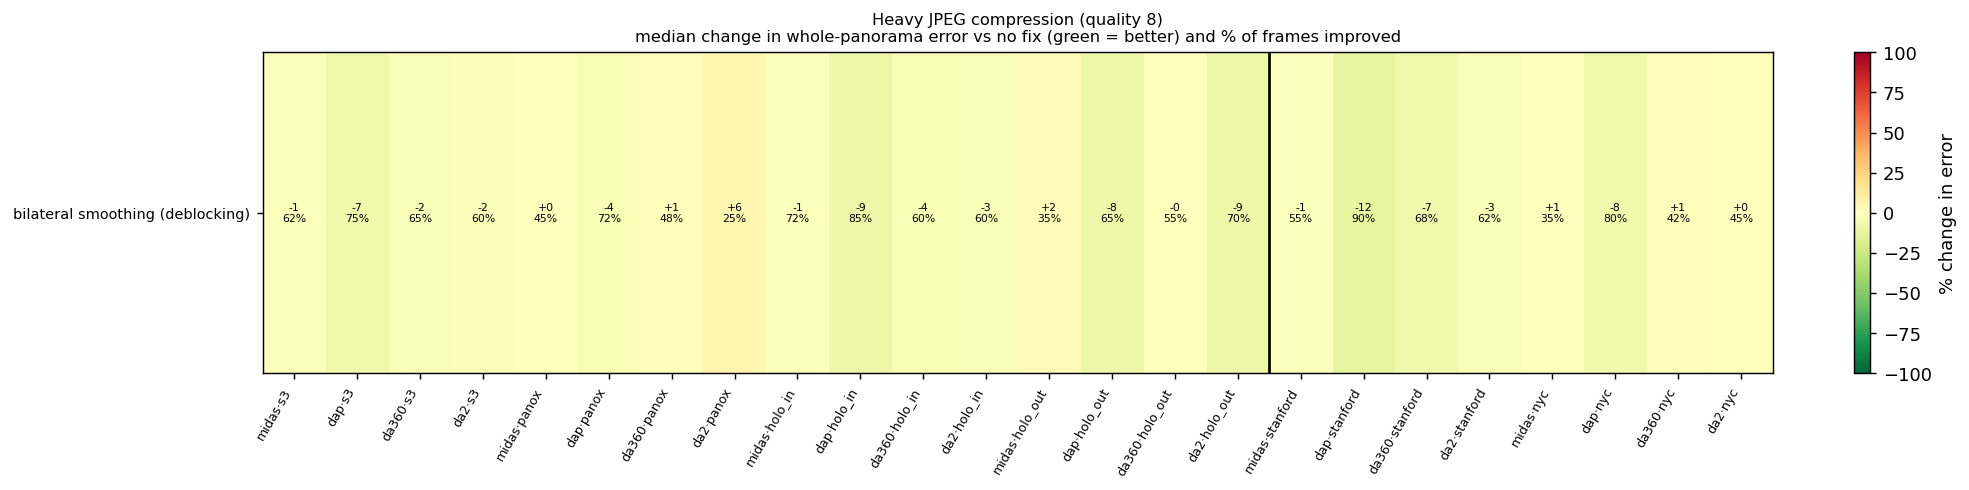 Heavy JPEG compression (quality 8)
median change in whole-panorama error vs no fix (green = better) and % of frames improved
bilateral smoothing (deblocking)
-1 -7 -2 -2 +0 -4 +1 +6 -1 -9 -4 -3 +2 -8 -0 -9 -1 -12 -7 -3 +1 -8 +1 +0
62% 75% 65% 60% 45% 72% 48% 25% 72% 85% 60% 60% 35% 65% 55% 70% 55% 90% 68% 62% 35% 80% 42% 45%
midas·s3
dap·s3
da360·s3
da2·s3
midas·panox
dap·panox
da360·panox
da2·panox
midas·holo_in
dap·holo_in
da360·holo_in
da2·holo_in
midas·holo_out
dap·holo_out
da360·holo_out
da2·holo_out
midas·stanford
dap·stanford
da360·stanford
da2·stanford
midas·nyc
dap·nyc
da360·nyc
da2·nyc
100
75
50
25
0
−25
−50
−75
−100
% change in error